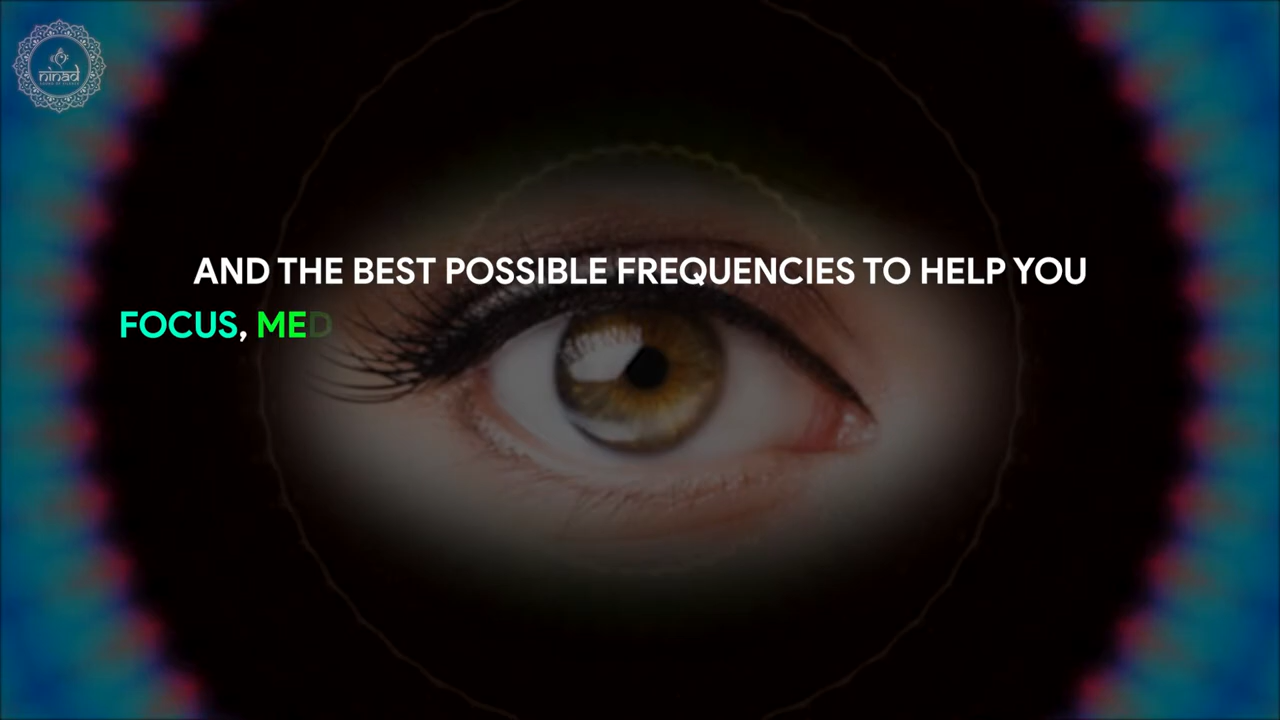 ninad
AND THE BEST POSSIBLE FREQUENCIES TO HELP YOU
FOCUS, MED